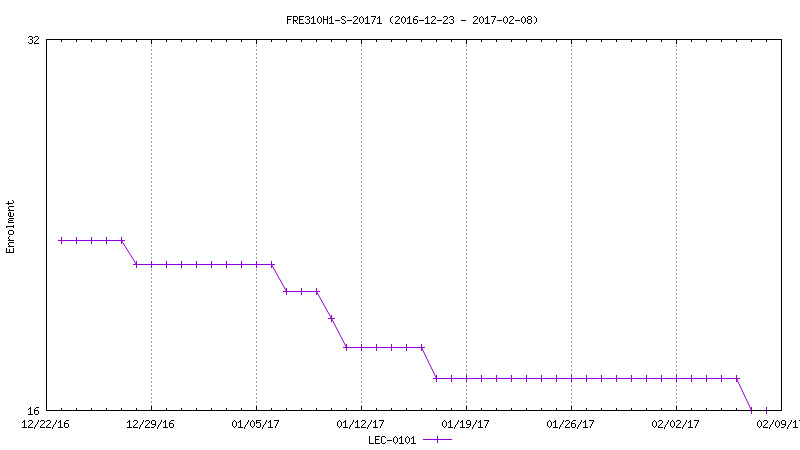 FRE310H1-S-20171 (2016-12-23 - 2017-02-08)
32
Enrolment
16
12/22/16 12/29/16 01/05/17 01/12/17 01/19/17 01/26/17 02/02/17 02/09/1
LEC-0101